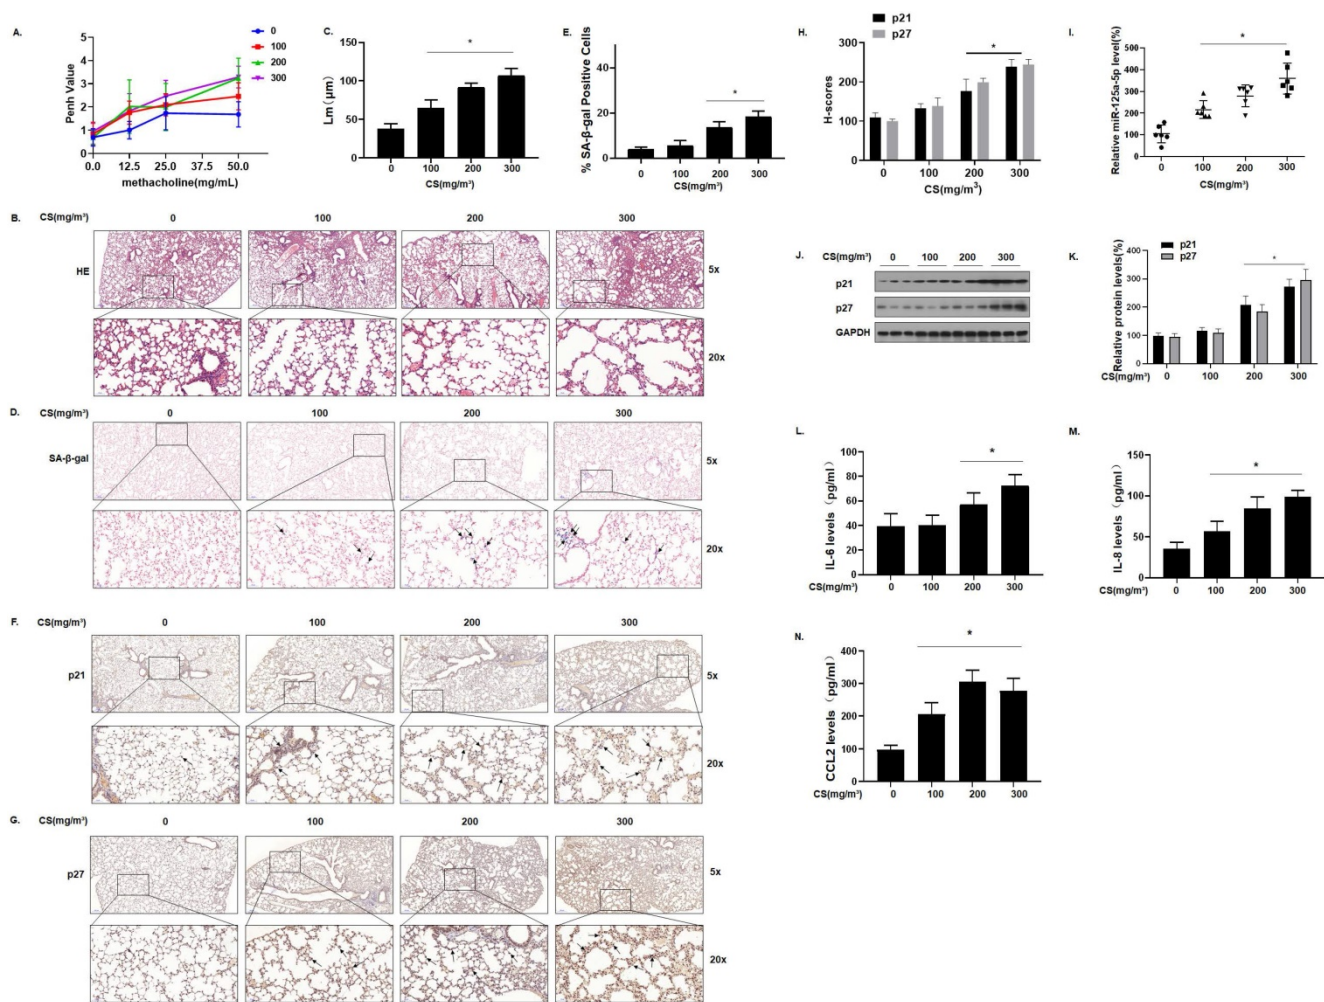 A.
Penh Value
5
4
3
2
1
0
0.0 12.5 25.0 37.5 50.0
methacholine(mg/mL)
0
100
200
300
C.
Lm（μm）
150
100
50
0
0 100 200 300
CS(mg/m³)
*
E.
% SA-β-gal Positive Cells
40
20
0
0 100 200 300
CS(mg/m³)
*
H.
p21
p27
H-scores
300
200
100
0
0 100 200 300
CS(mg/m³)
*
I.
Relative miR-125a-5p level(%)
500
400
300
200
100
0
0 100 200 300
CS(mg/m³)
*
B.
CS(mg/m³) 0 100 200 300
HE
5x
20x
D.
CS(mg/m³) 0 100 200 300
SA-β-gal
5x
20x
F.
CS(mg/m³) 0 100 200 300
p21
5x
20x
G.
CS(mg/m³) 0 100 200 300
p27
5x
20x
J.
CS(mg/m³) 0 100 200 300
p21
p27
GAPDH
K.
p21
p27
Relative protein levels(%)
400
300
200
100
0
CS(mg/m³) 0 100 200 300
*
L.
IL-6 levels（pg/ml）
100
80
60
40
20
0
CS(mg/m³) 0 100 200 300
*
M.
IL-8 levels（pg/ml）
150
100
50
0
CS(mg/m³) 0 100 200 300
*
N.
CCL2 levels（pg/ml）
400
300
200
100
0
CS(mg/m³) 0 100 200 300
*